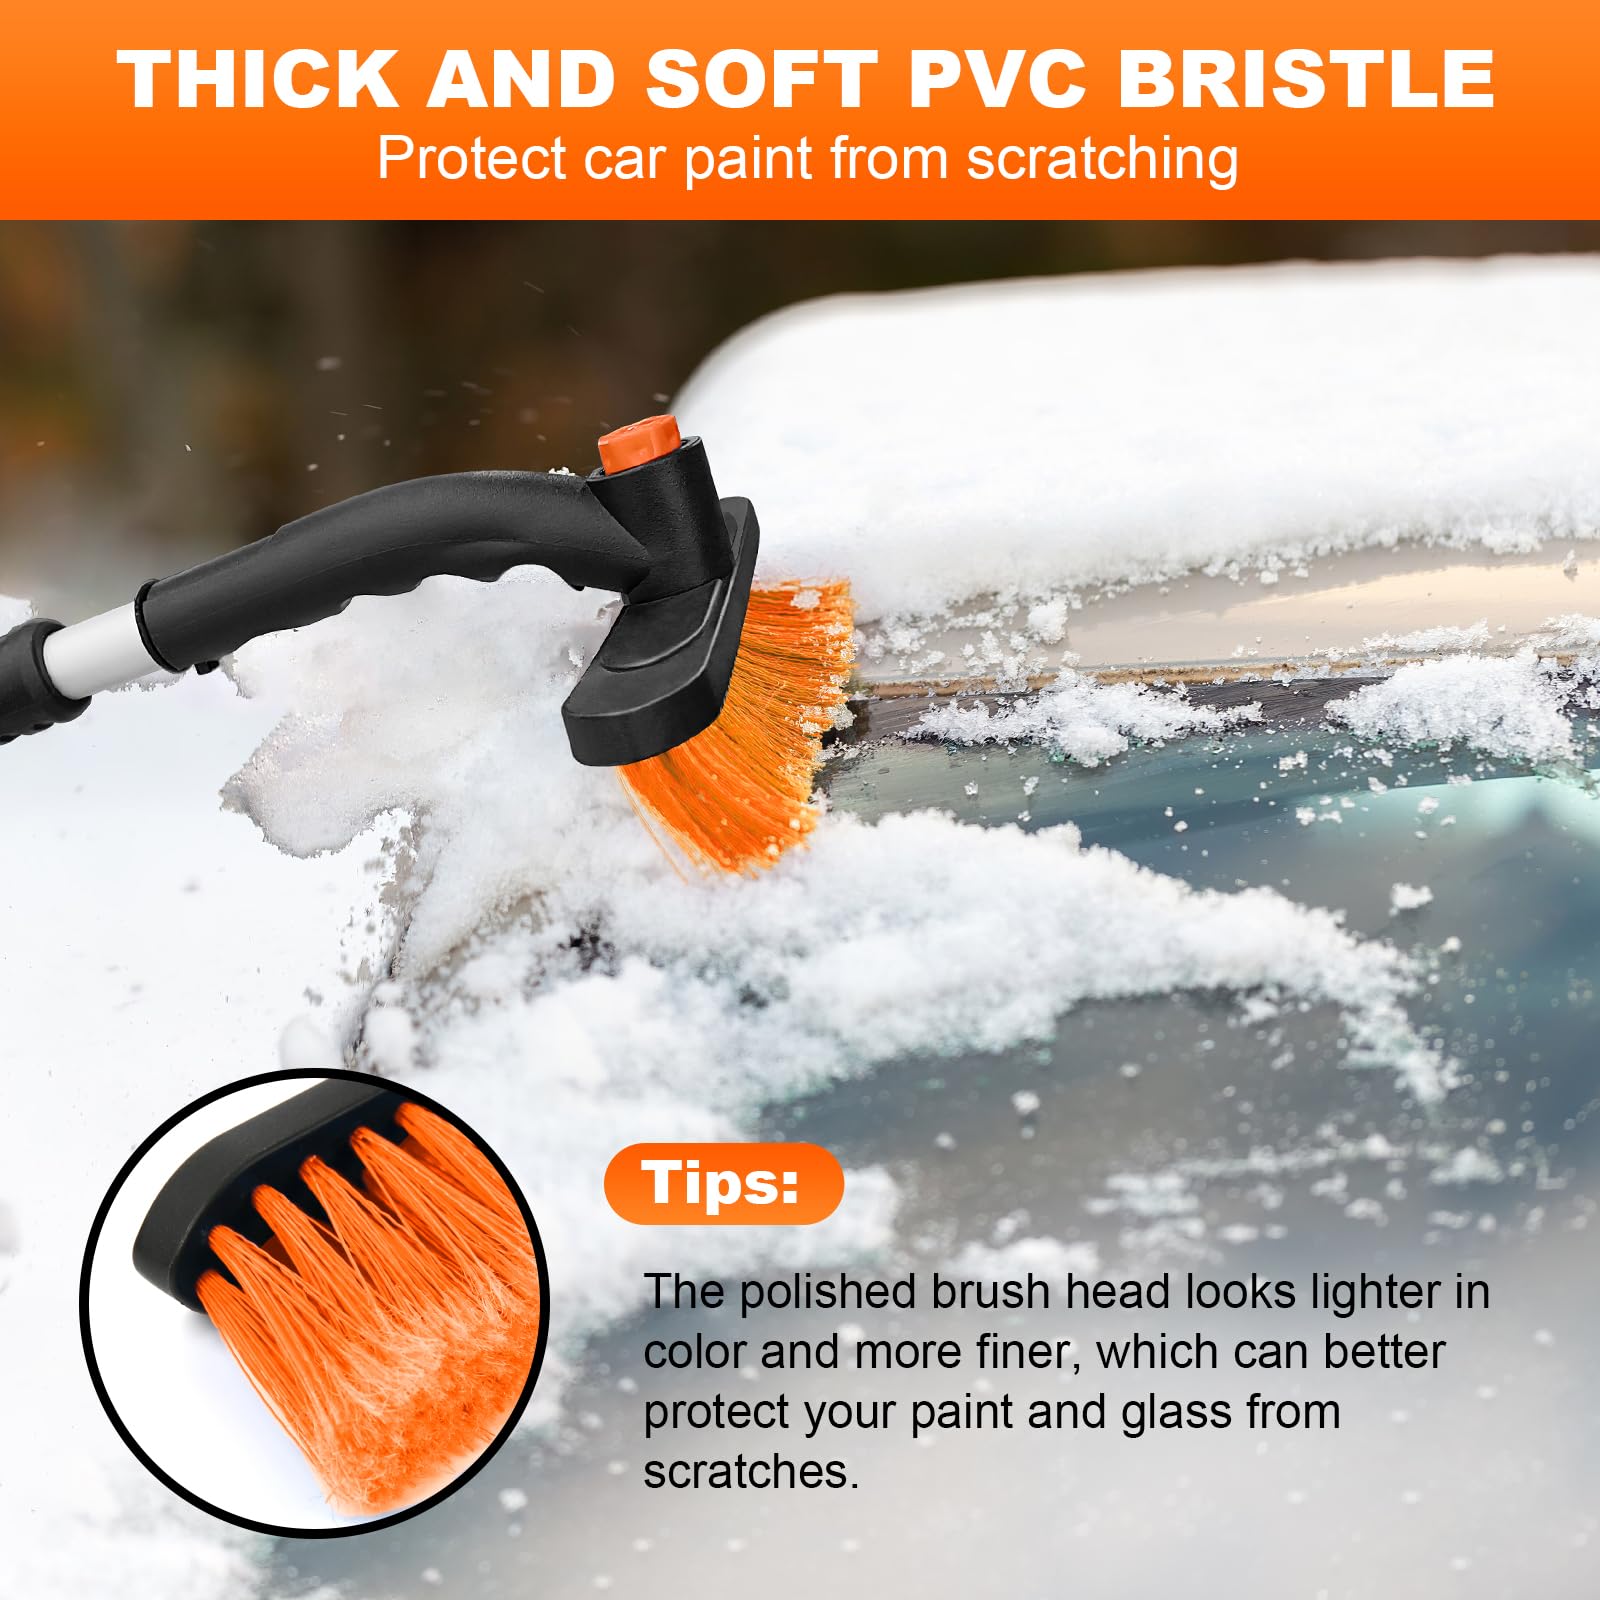 THICK AND SOFT PVC BRISTLE
Protect car paint from scratching
Tips:
The polished brush head looks lighter in
color and more finer, which can better
protect your paint and glass from
scratches.